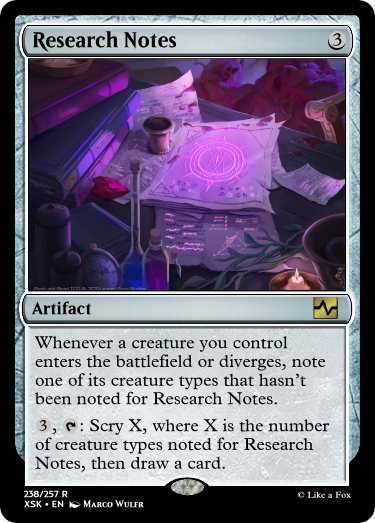 Research Notes 3
Artifact
Whenever a creature you control
enters the battlefield or diverges, note
one of its creature types that hasn't
been noted for Research Notes.
3, : Scry X, where X is the number
of creature types noted for Research
Notes, then draw a card.
238/257 R
XSK • EN Marco Wulfr
© Like a Fox